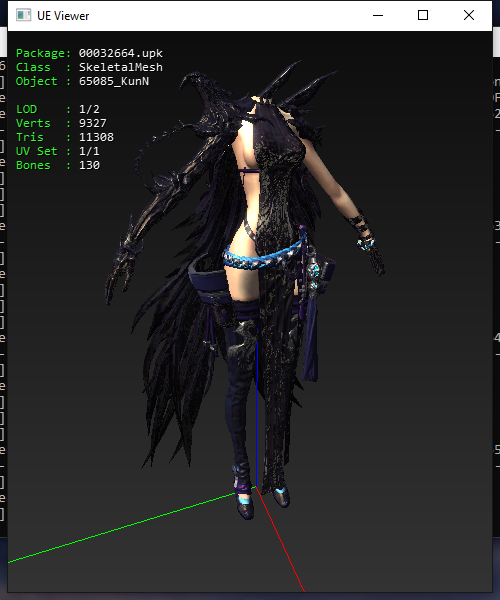 UE Viewer
Package: 00032664.upk
Class : SkeletalMesh
Object : 65085_KunN
LOD : 1/2
Verts : 9327
Tris : 11308
UV Set : 1/1
Bones : 130